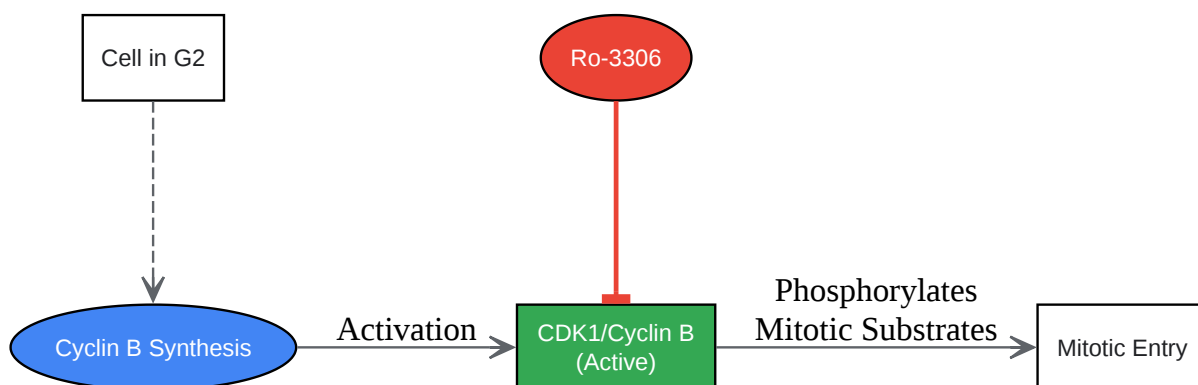 Cell in G2
Ro-3306
Cyclin B Synthesis
Activation
CDK1/Cyclin B
(Active)
Phosphorylates
Mitotic Substrates
Mitotic Entry